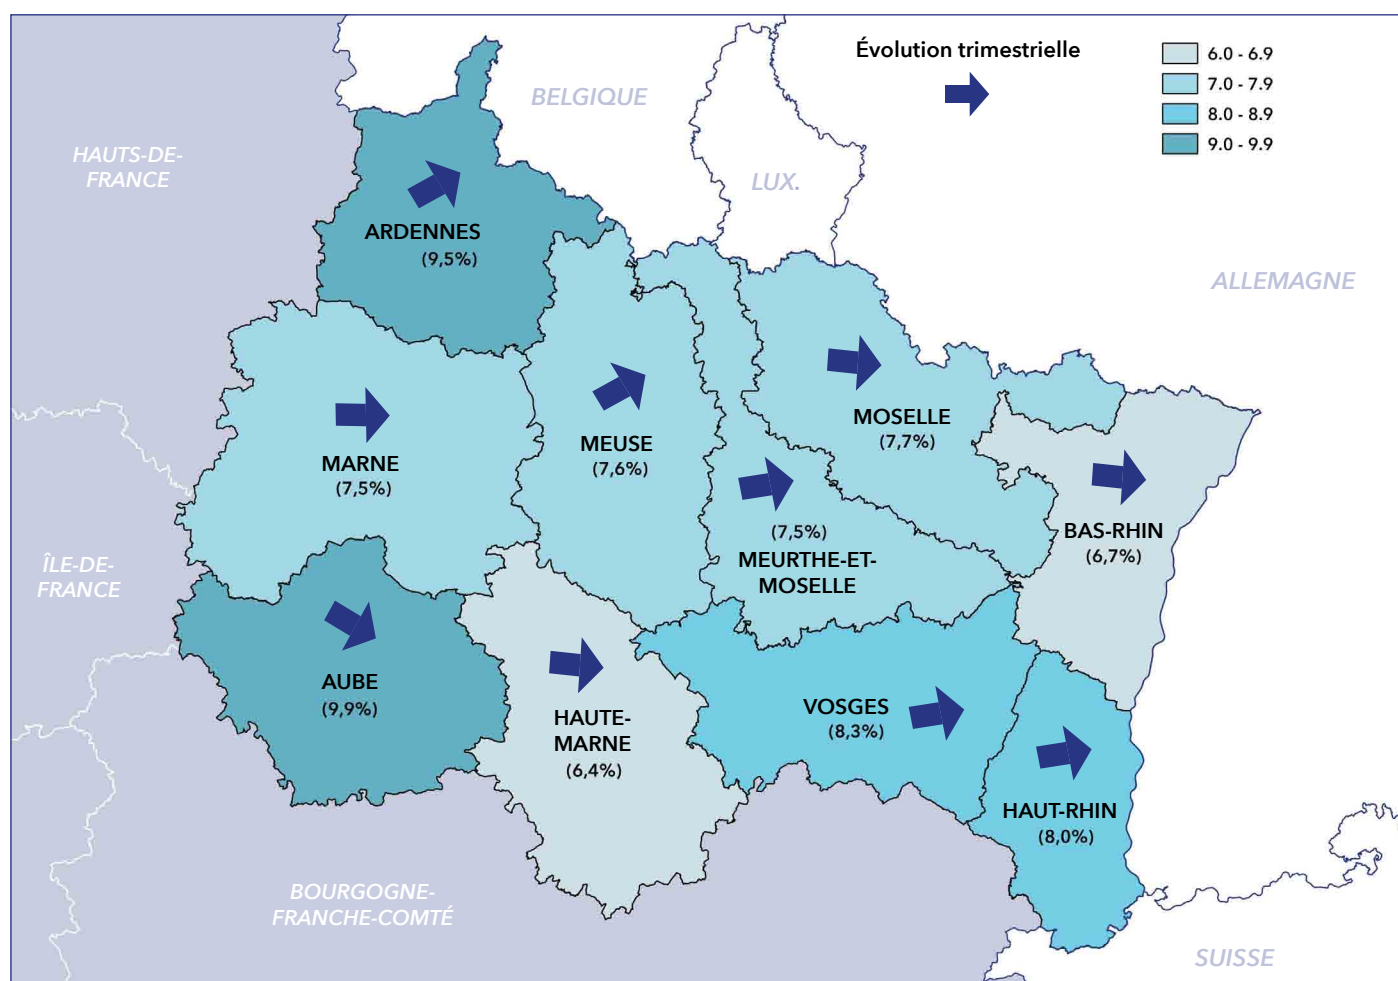 Évolution trimestrielle
6.0 - 6.9
7.0 - 7.9
8.0 - 8.9
9.0 - 9.9
BELGIQUE
HAUTS-DE-
FRANCE
LUX.
ARDENNES
(9,5%)
ALLEMAGNE
MOSELLE
(7,7%)
MEUSE
(7,6%)
MARNE
(7,5%)
(7,5%)
MEURTHE-ET-
MOSELLE
BAS-RHIN
(6,7%)
ÎLE-DE-
FRANCE
AUBE
(9,9%)
HAUTE-
MARNE
(6,4%)
VOSGES
(8,3%)
HAUT-RHIN
(8,0%)
BOURGOGNE-
FRANCHE-COMTÉ
SUISSE